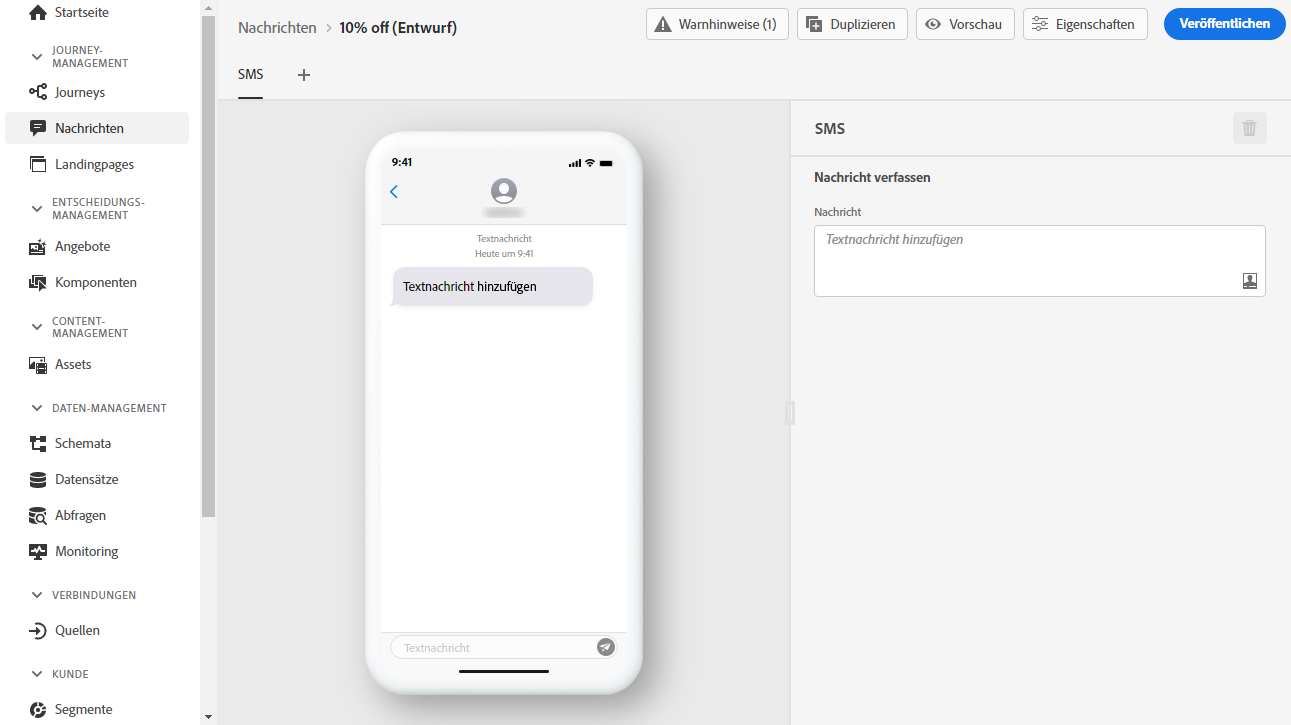 Startseite
JOURNEY-
MANAGEMENT
Journeys
Nachrichten
Landingpages
ENTSCHEIDUNGS-
MANAGEMENT
Angebote
Komponenten
CONTENT-
MANAGEMENT
Assets
DATEN-MANAGEMENT
Schemata
Datensätze
Abfragen
Monitoring
VERBINDUNGEN
Quellen
KUNDE
Segmente
Nachrichten > 10% off (Entwurf)
Warnhinweise (1)
Duplizieren
Vorschau
Eigenschaften
Veröffentlichen
SMS
9:41
Textnachricht
Heute um 9:41
Textnachricht hinzufügen
Textnachricht
SMS
Nachricht verfassen
Nachricht
Textnachricht hinzufügen